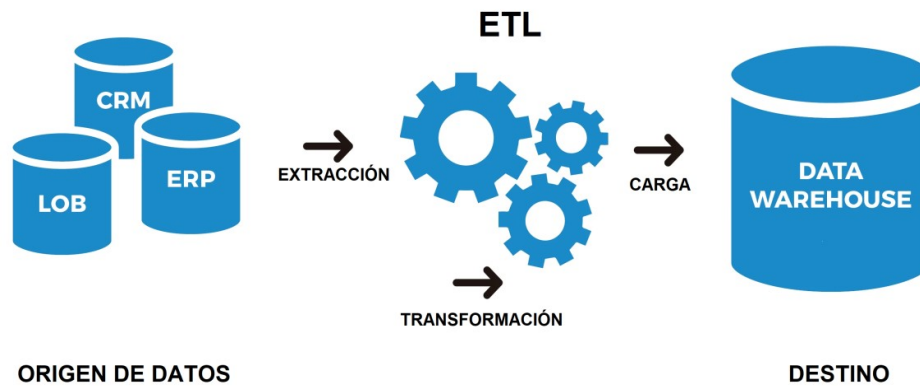 ETL
CRM
LOB
ERP
EXTRACCIÓN
CARGA
DATA
WAREHOUSE
TRANSFORMACIÓN
ORIGEN DE DATOS
DESTINO